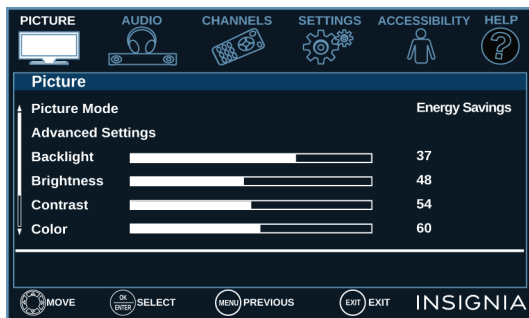 PICTURE AUDIO CHANNELS SETTINGS ACCESSIBILITY HELP
?
Picture
Picture Mode Energy Savings
Advanced Settings
Backlight 37
Brightness 48
Contrast 54
Color 60
MOVE OK ENTER SELECT MENU PREVIOUS EXIT EXIT INSIGNIA